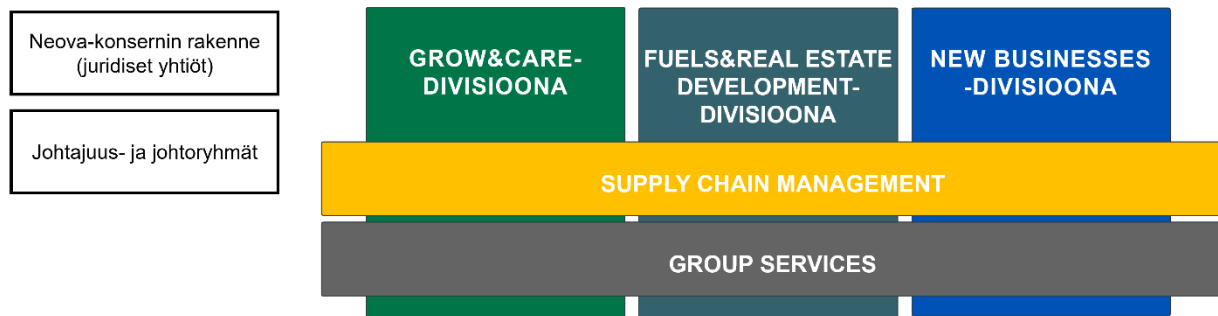 Neova-konsernin rakenne
(juridiset yhtiöt)
Johtajuus- ja johtoryhmät
GROW&CARE-
DIVISIOONA
FUELS&REAL ESTATE
DEVELOPMENT-
DIVISIOONA
NEW BUSINESSES
-DIVISIOONA
SUPPLY CHAIN MANAGEMENT
GROUP SERVICES